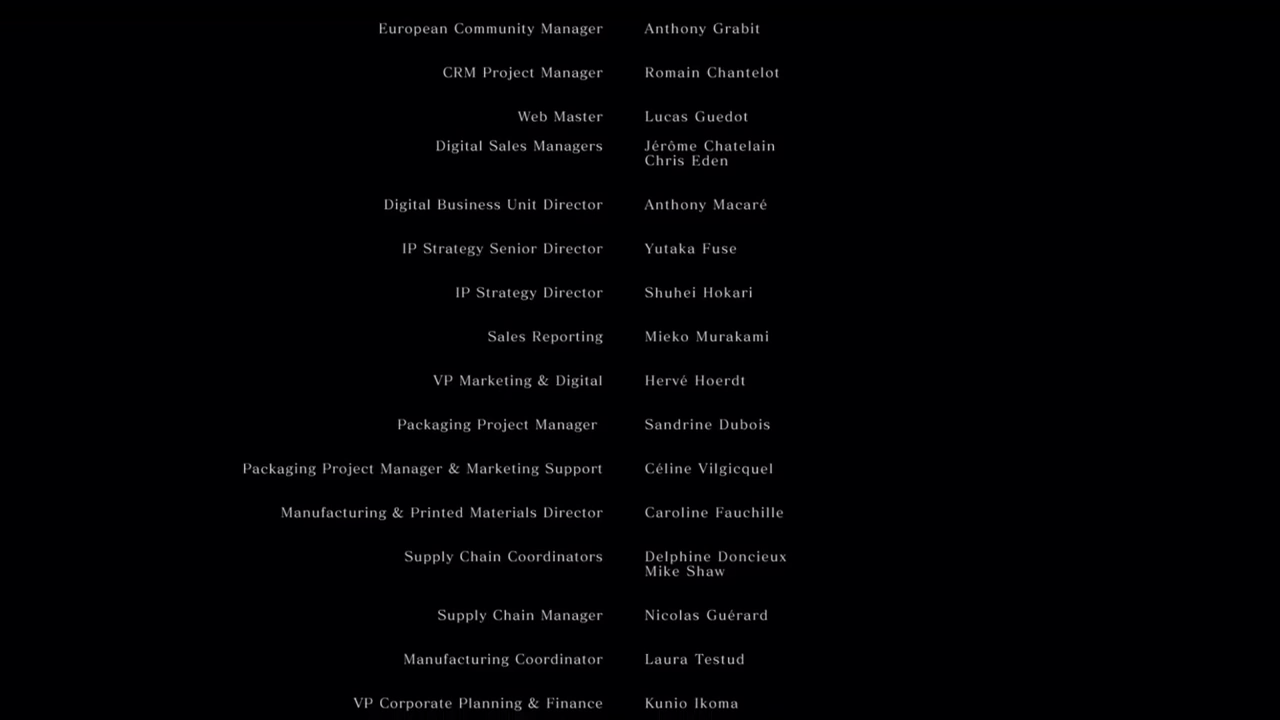 European Community Manager Anthony Grabit
CRM Project Manager Romain Chantelot
Web Master Lucas Guedot
Digital Sales Managers Jérôme Chatelain
Chris Eden
Digital Business Unit Director Anthony Macaré
IP Strategy Senior Director Yutaka Fuse
IP Strategy Director Shuhei Hokari
Sales Reporting Mieko Murakami
VP Marketing & Digital Hervé Hoerdt
Packaging Project Manager Sandrine Dubois
Packaging Project Manager & Marketing Support Céline Vilgicquel
Manufacturing & Printed Materials Director Caroline Fauchille
Supply Chain Coordinators Delphine Doncieux
Mike Shaw
Supply Chain Manager Nicolas Guérard
Manufacturing Coordinator Laura Testud
VP Corporate Planning & Finance Kunio Ikoma